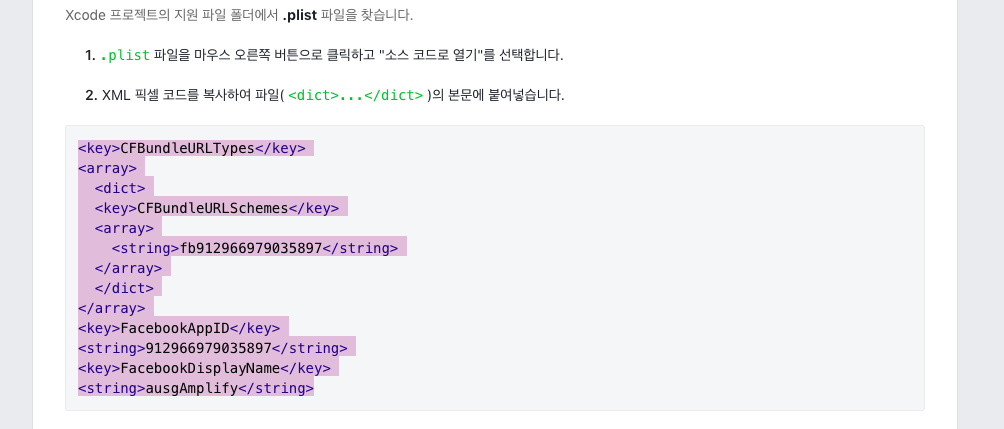 Xcode 프로젝트의 지원 파일 폴더에서 .plist 파일을 찾습니다.
1. .plist 파일을 마우스 오른쪽 버튼으로 클릭하고 "소스 코드로 열기"를 선택합니다.
2. XML 픽셀 코드를 복사하여 파일( <dict>...</dict> )의 본문에 붙여넣습니다.
<key>CFBundleURLTypes</key>
<array>
  <dict>
  <key>CFBundleURLSchemes</key>
  <array>
    <string>fb912966979035897</string>
  </array>
  </dict>
</array>
<key>FacebookAppID</key>
<string>912966979035897</string>
<key>FacebookDisplayName</key>
<string>ausgAmplify</string>